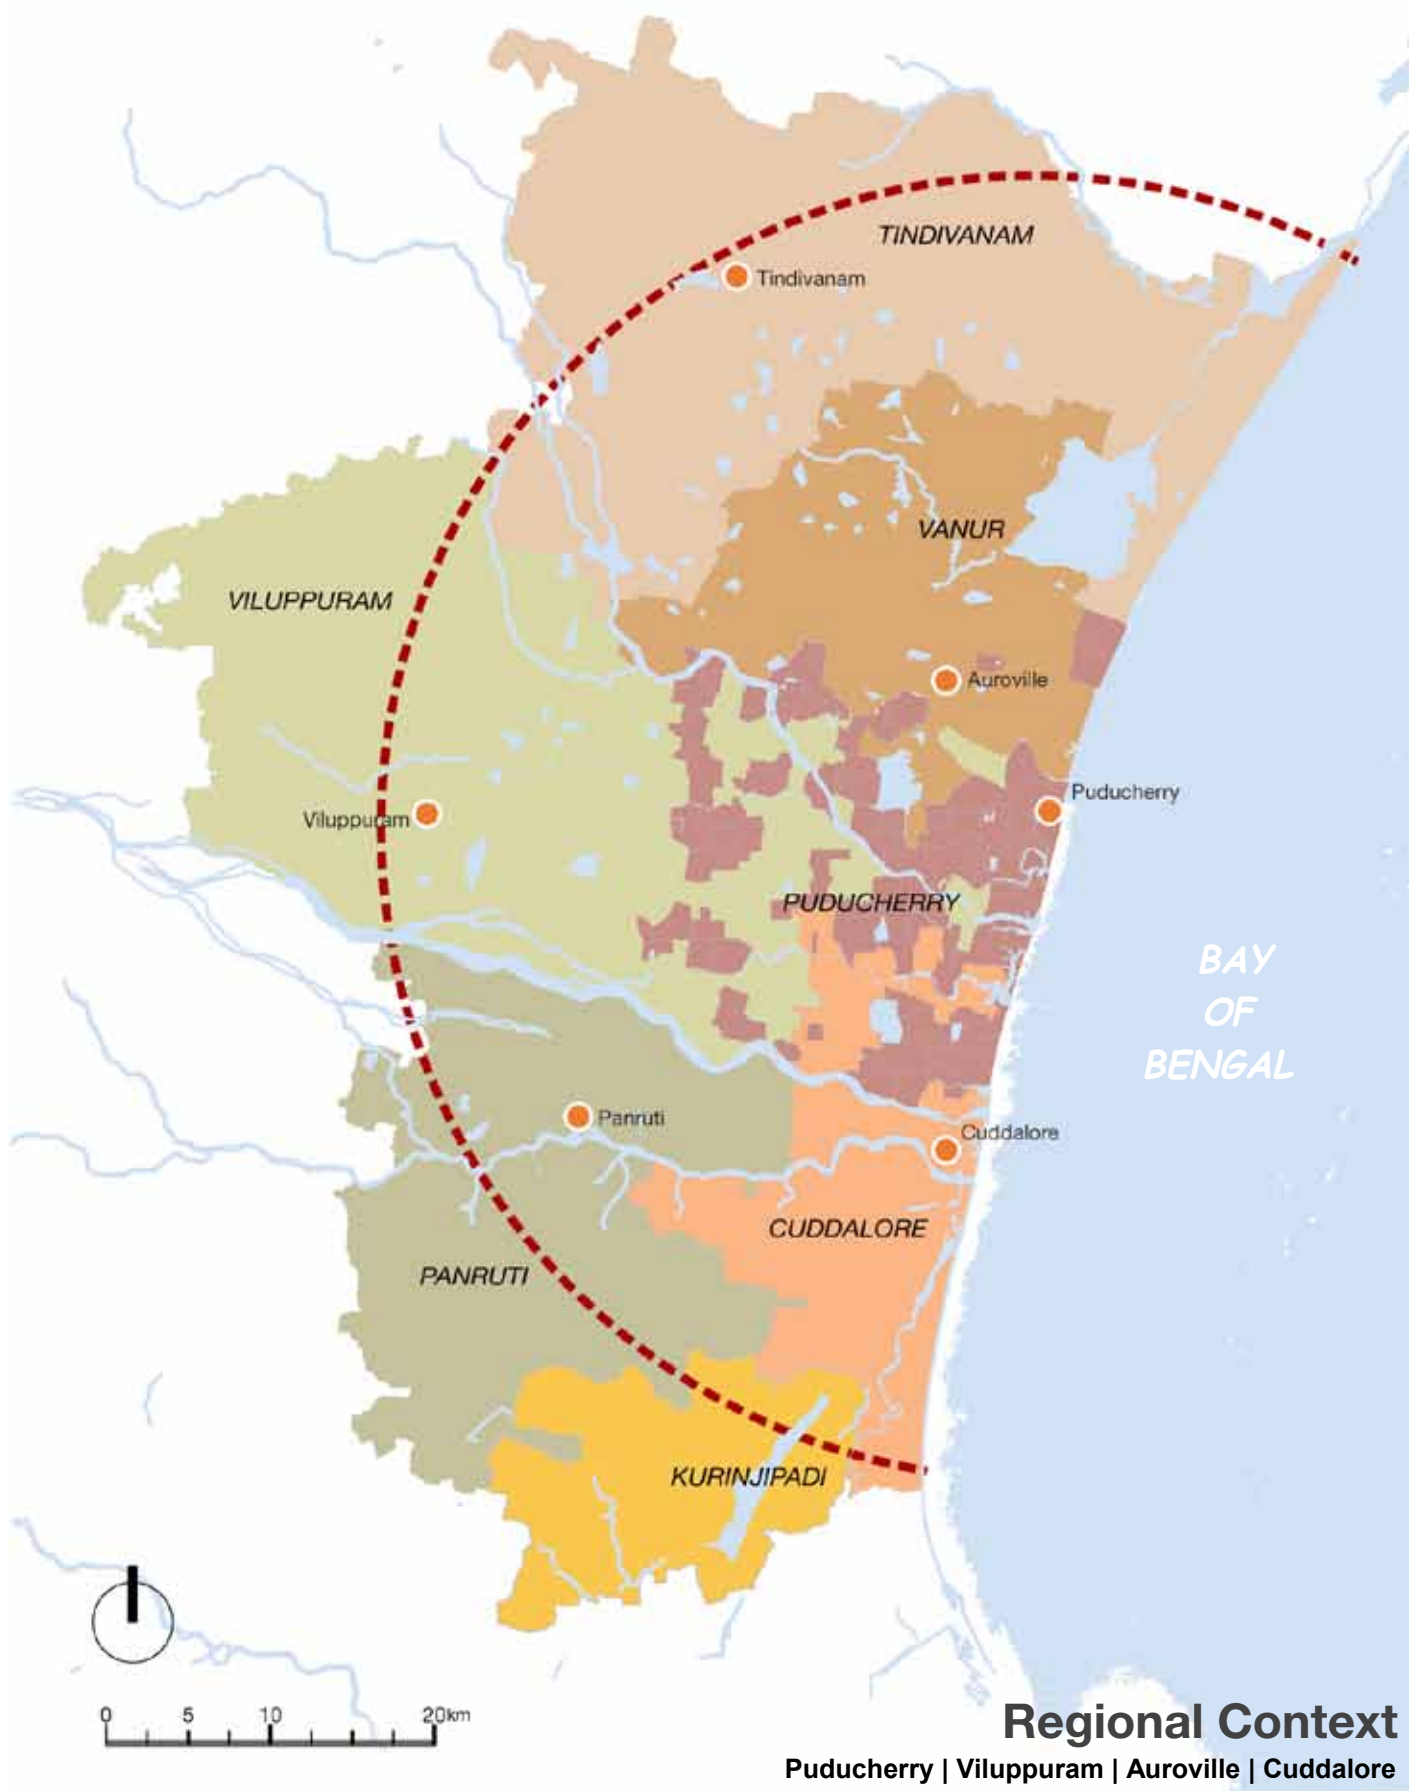 TINDIVANAM
Tindivanam
VANUR
VILUPPURAM
Auroville
Puducherry
Viluppuram
PUDUCHERRY
BAY
OF
BENGAL
Panruti
Cuddalore
CUDDALORE
PANRUTI
KURINJIPADI
0 5 10 20km
Regional Context
Puducherry | Viluppuram | Auroville | Cuddalore